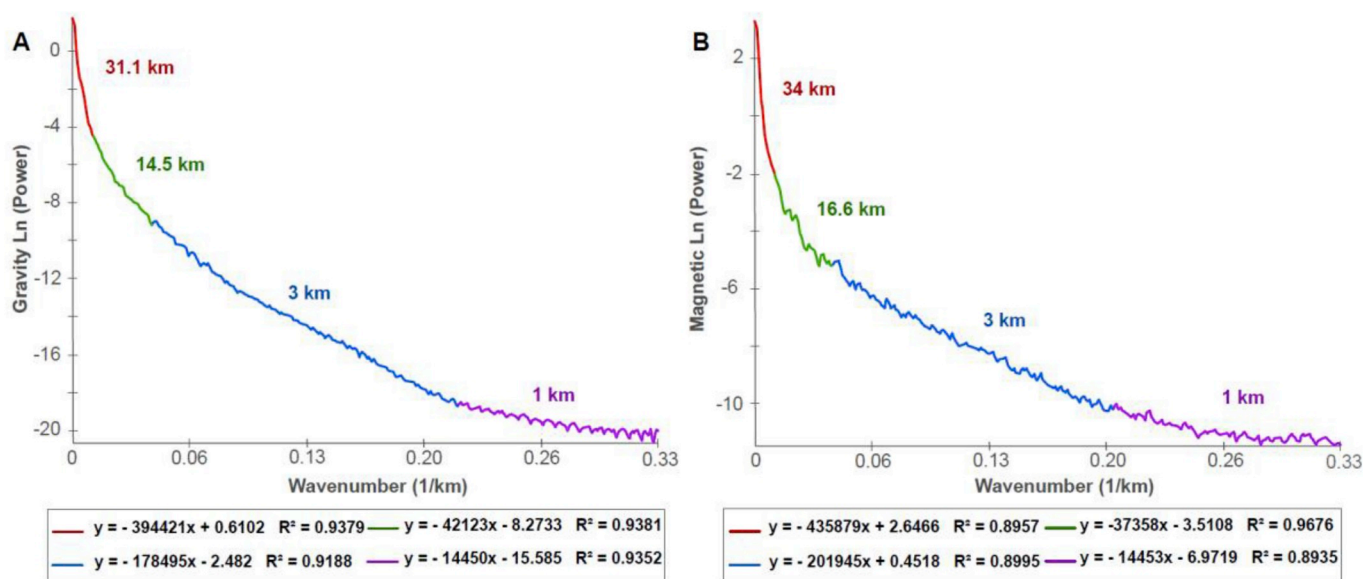 A
Gravity Ln (Power)
0
-4
-8
-12
-16
-20
31.1 km
14.5 km
3 km
1 km
0 0.06 0.13 0.20 0.26 0.33
Wavenumber (1/km)
y = - 394421x + 0.6102 R² = 0.9379 y = - 42123x - 8.2733 R² = 0.9381
y = - 178495x - 2.482 R² = 0.9188 y = - 14450x - 15.585 R² = 0.9352
B
Magnetic Ln (Power)
2
-2
-6
-10
34 km
16.6 km
3 km
1 km
0 0.06 0.13 0.20 0.26 0.33
Wavenumber (1/km)
y = - 435879x + 2.6466 R² = 0.8957 y = -37358x - 3.5108 R² = 0.9676
y = - 201945x + 0.4518 R² = 0.8995 y = - 14453x - 6.9719 R² = 0.8935